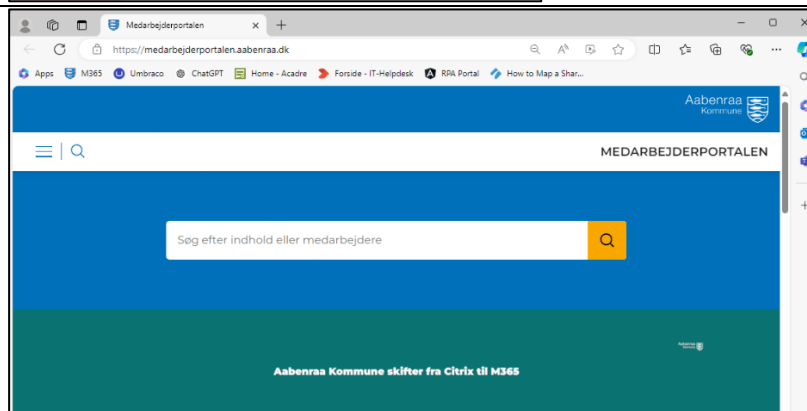 Medarbejderportalen
https://medarbejderportalen.aabenraa.dk
Apps M365 Umbraco ChatGPT Home - Acadre Forside - IT-Helpdesk RPA Portal How to Map a Shar...
Aabenraa
Kommune
MEDARBEJDERPORTALEN
Søg efter indhold eller medarbejdere
Aabenraa Kommune skifter fra Citrix til M365